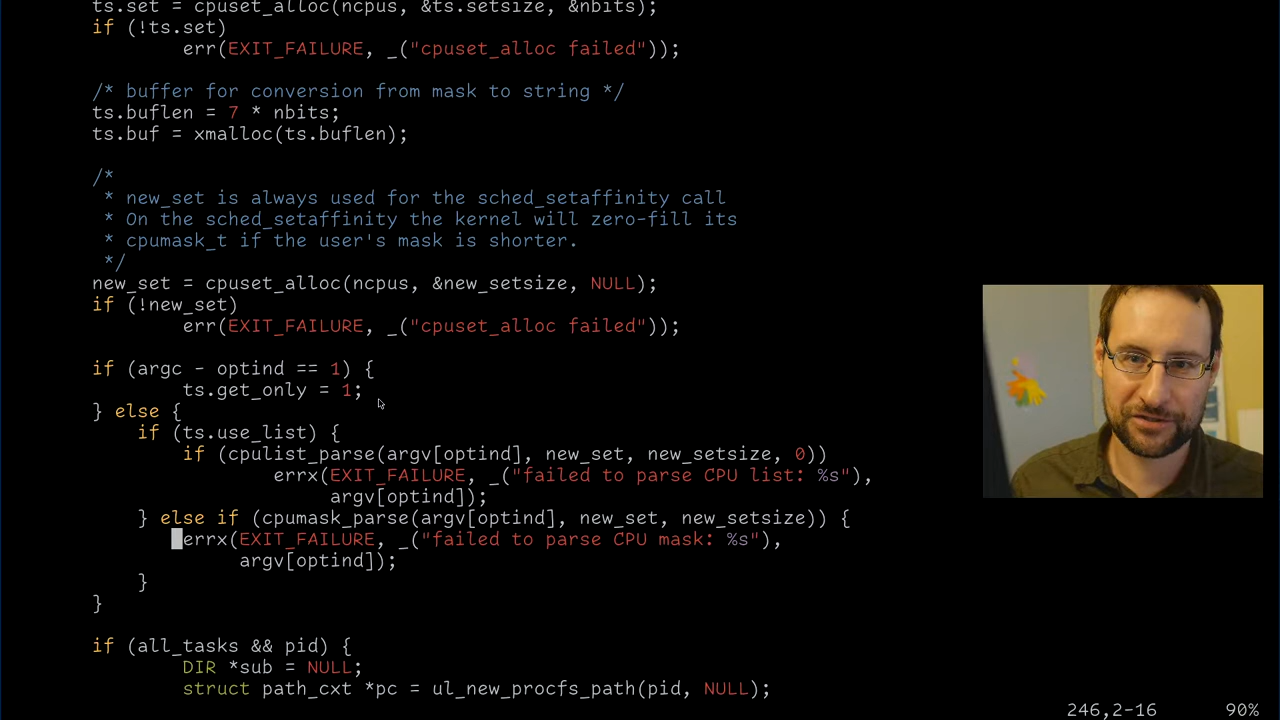 ts.set = cpuset_alloc(ncpus, &ts.setsize, &nbits);
if (!ts.set)
err(EXIT_FAILURE, _("cpuset_alloc failed"));
/* buffer for conversion from mask to string */
ts.buflen = 7 * nbits;
ts.buf = xmalloc(ts.buflen);
/*
* new_set is always used for the sched_setaffinity call
* On the sched_setaffinity the kernel will zero-fill its
* cpumask_t if the user's mask is shorter.
*/
new_set = cpuset_alloc(ncpus, &new_setsize, NULL);
if (!new_set)
err(EXIT_FAILURE, _("cpuset_alloc failed"));
if (argc - optind == 1) {
ts.get_only = 1;
} else {
if (ts.use_list) {
if (cpulist_parse(argv[optind], new_set, new_setsize, 0))
errx(EXIT_FAILURE, _("failed to parse CPU list: %s"),
argv[optind]);
} else if (cpumask_parse(argv[optind], new_set, new_setsize)) {
errx(EXIT_FAILURE, _("failed to parse CPU mask: %s"),
argv[optind]);
}
}
if (all_tasks && pid) {
DIR *sub = NULL;
struct path_cxt *pc = ul_new_procfs_path(pid, NULL);
246,2-16 90%